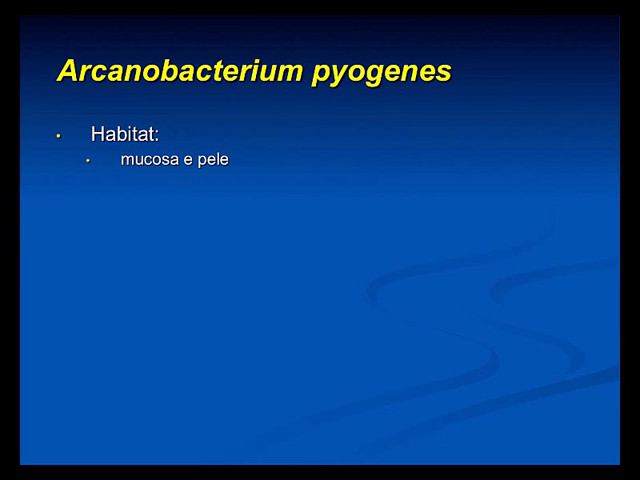 Arcanobacterium pyogenes
• Habitat:
• mucosa e pele